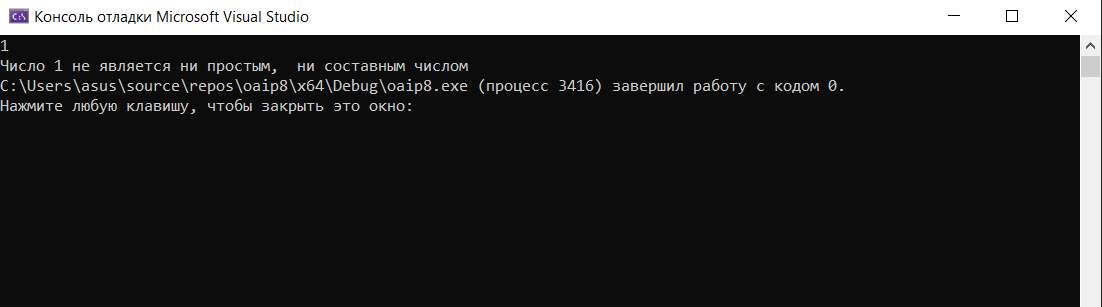 Консоль отладки Microsoft Visual Studio
1
Число 1 не является ни простым,  ни составным числом
C:\Users\asus\source\repos\oaip8\x64\Debug\oaip8.exe (процесс 3416) завершил работу с кодом 0.
Нажмите любую клавишу, чтобы закрыть это окно: